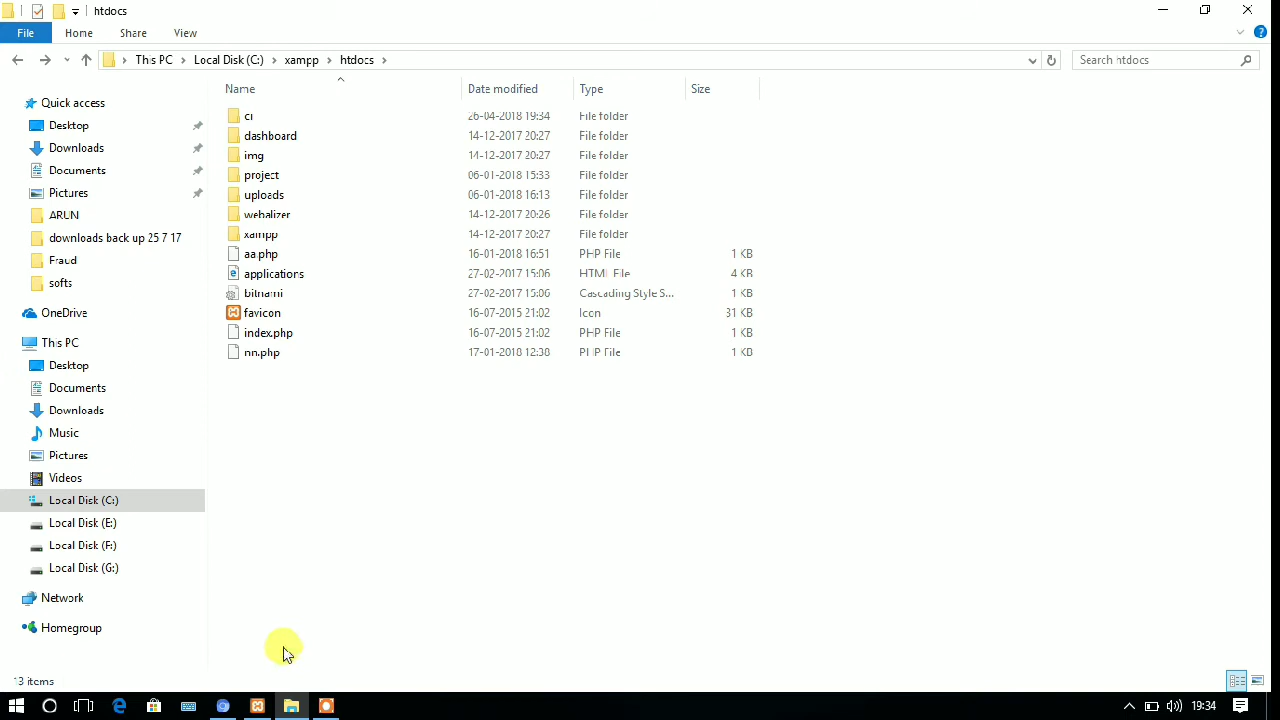 htdocs
File Home Share View
This PC Local Disk (C:) xampp htdocs Search htdocs
Name Date modified Type Size
Quick access
Desktop
Downloads
Documents
Pictures
ARUN
downloads back up 25 7 17
Fraud
softs
OneDrive
This PC
Desktop
Documents
Downloads
Music
Pictures
Videos
Local Disk (C:)
Local Disk (E:)
Local Disk (F:)
Local Disk (G:)
Network
Homegroup
ci 26-04-2018 19:34 File folder
dashboard 14-12-2017 20:27 File folder
img 14-12-2017 20:27 File folder
project 06-01-2018 15:33 File folder
uploads 06-01-2018 16:13 File folder
webalizer 14-12-2017 20:26 File folder
xampp 14-12-2017 20:27 File folder
aa.php 16-01-2018 16:51 PHP File 1 KB
applications 27-02-2017 15:06 HTML File 4 KB
bitnami 27-02-2017 15:06 Cascading Style S... 1 KB
favicon 16-07-2015 21:02 Icon 31 KB
index.php 16-07-2015 21:02 PHP File 1 KB
nn.php 17-01-2018 12:38 PHP File 1 KB
13 items
19:34